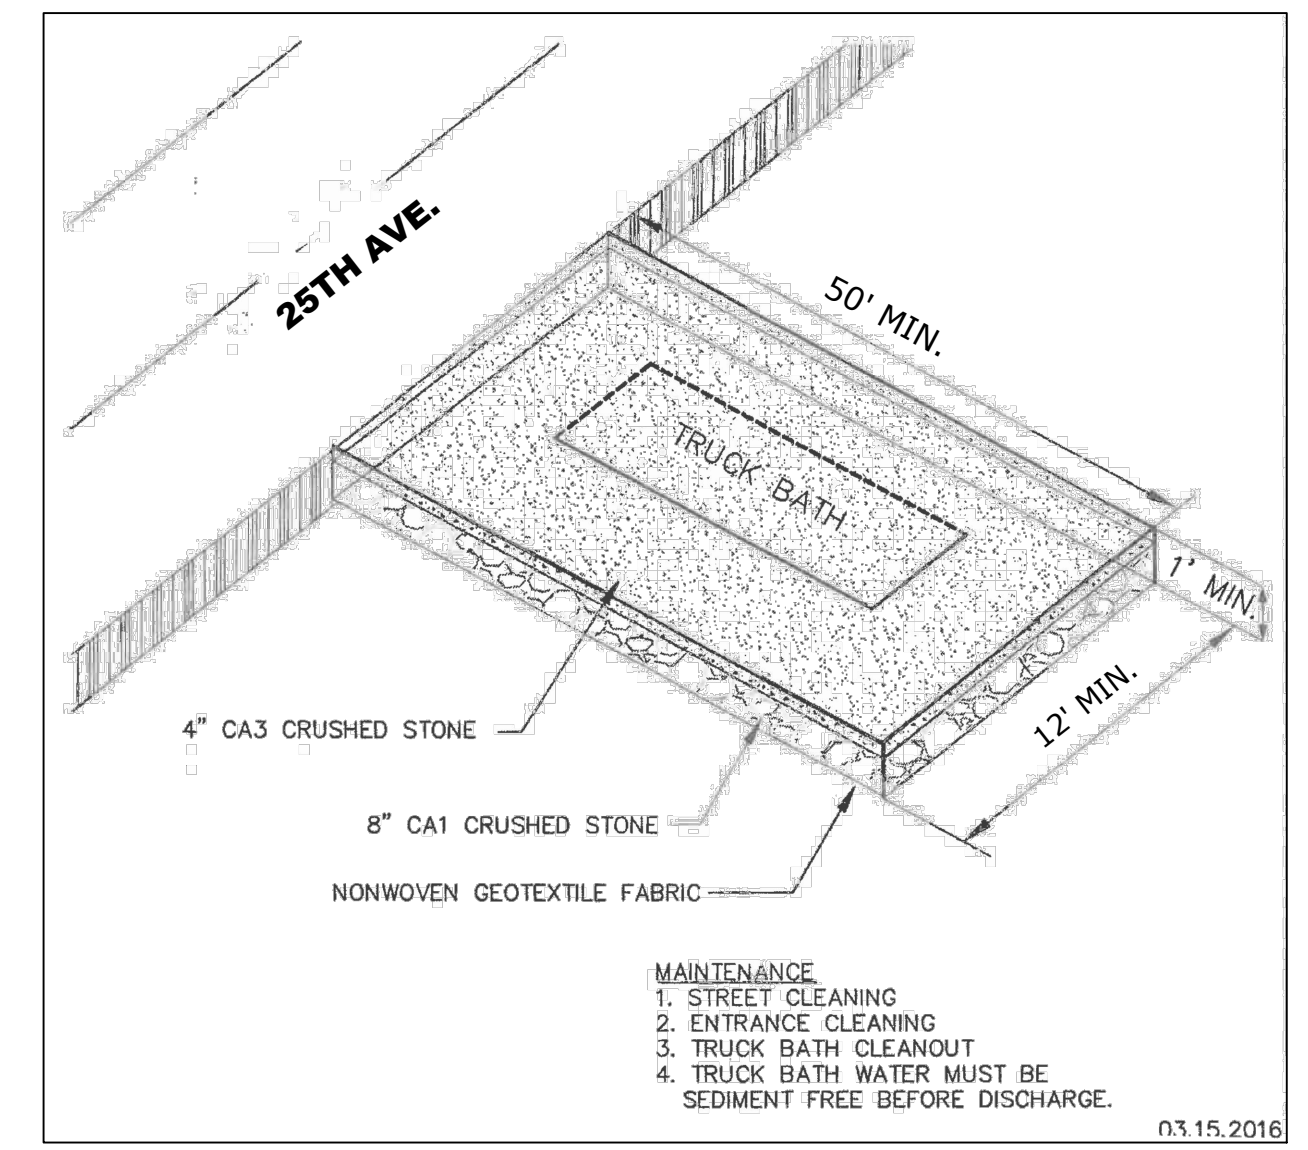 25TH AVE.
50' MIN.
TRUCK BATH
1' MIN.
12' MIN.
4" CA3 CRUSHED STONE
8" CA1 CRUSHED STONE
NONWOVEN GEOTEXTILE FABRIC
MAINTENANCE
1. STREET CLEANING
2. ENTRANCE CLEANING
3. TRUCK BATH CLEANOUT
4. TRUCK BATH WATER MUST BE
SEDIMENT FREE BEFORE DISCHARGE.
03.15.2016